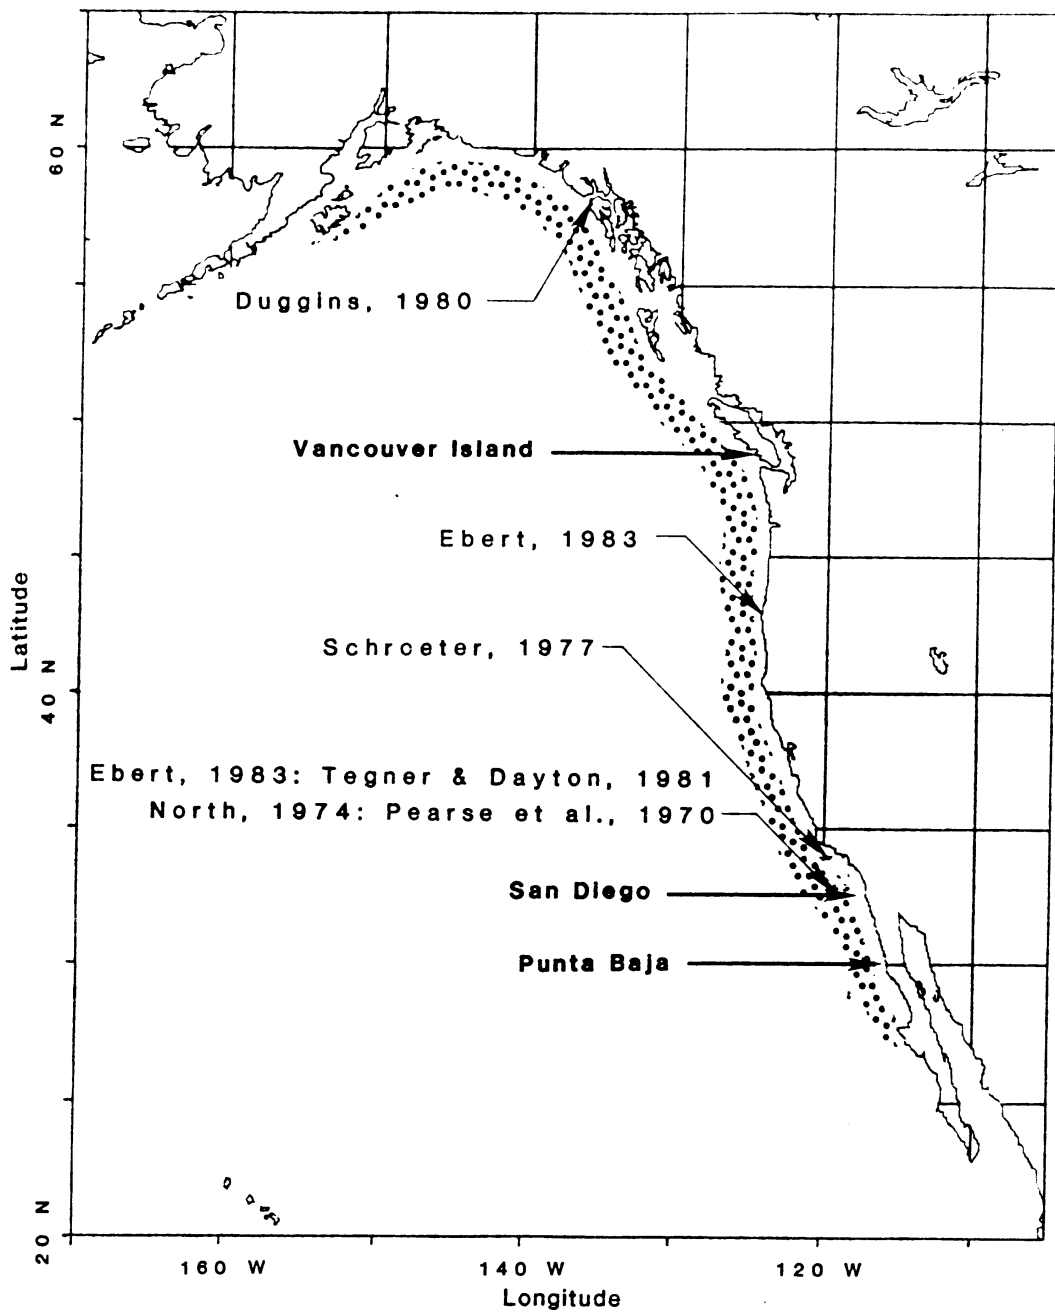 60 N
Duggins, 1980
Vancouver Island
Ebert, 1983
Schroeter, 1977
Latitude
40 N
Ebert, 1983: Tegner & Dayton, 1981
North, 1974: Pearse et al., 1970
San Diego
Punta Baja
20 N
160 W
140 W
120 W
Longitude